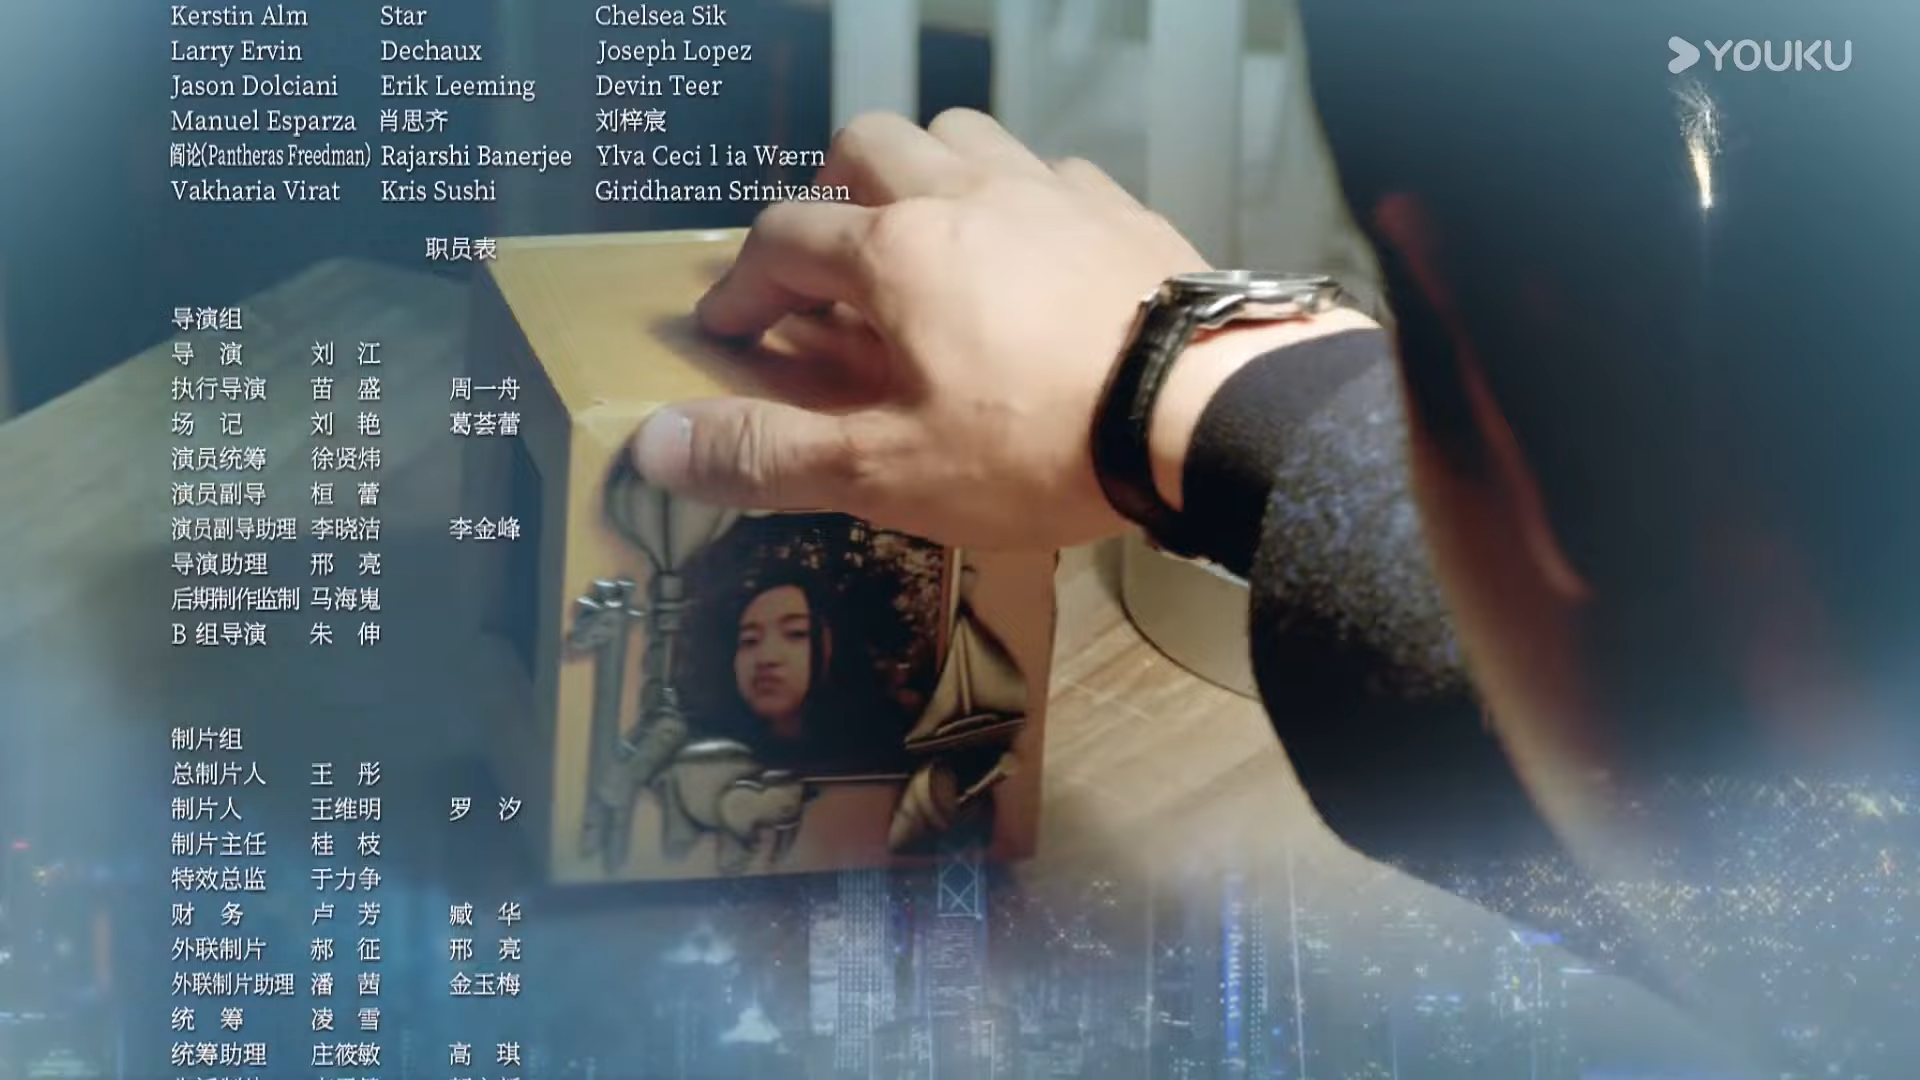 YOUKU
Kerstin Alm Star Chelsea Sik
Larry Ervin Dechaux Joseph Lopez
Jason Dolciani Erik Leeming Devin Teer
Manuel Esparza 肖思齐 刘梓宸
阎论(Pantheras Freedman) Rajarshi Banerjee Ylva Ceci l ia Wærn
Vakharia Virat Kris Sushi Giridharan Srinivasan
职员表
导演组
导 演 刘 江
执行导演 苗 盛 周一舟
场 记 刘 艳 葛荟蕾
演员统筹 徐贤炜
演员副导 桓 蕾
演员副导助理 李晓洁 李金峰
导演助理 邢 亮
后期制作监制 马海嵬
B 组导演 朱 伸
制片组
总制片人 王 彤
制片人 王维明 罗 汐
制片主任 桂 枝
特效总监 于力争
财 务 卢 芳 臧 华
外联制片 郝 征 邢 亮
外联制片助理 潘 茜 金玉梅
统 筹 凌 雪
统筹助理 庄筱敏 高 琪